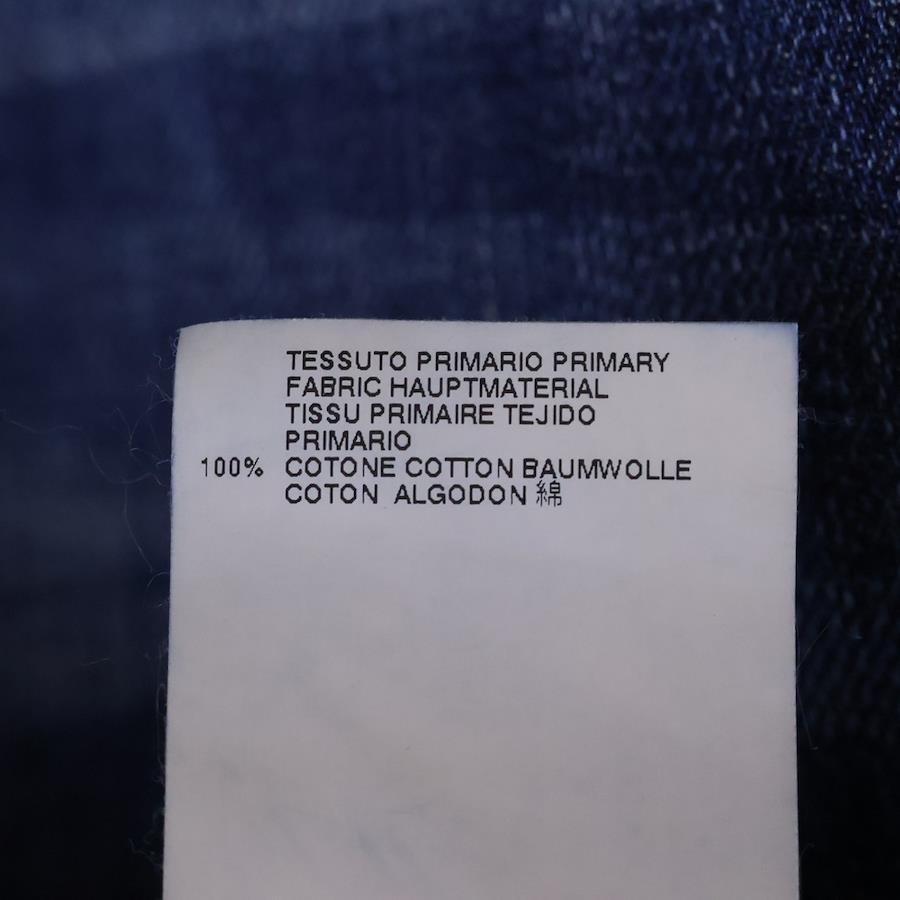 TESSUTO PRIMARIO PRIMARY
FABRIC HAUPTMATERIAL
TISSU PRIMAIRE TEJIDO
PRIMARIO
100% COTONE COTTON BAUMWOLLE
COTON ALGODON 綿